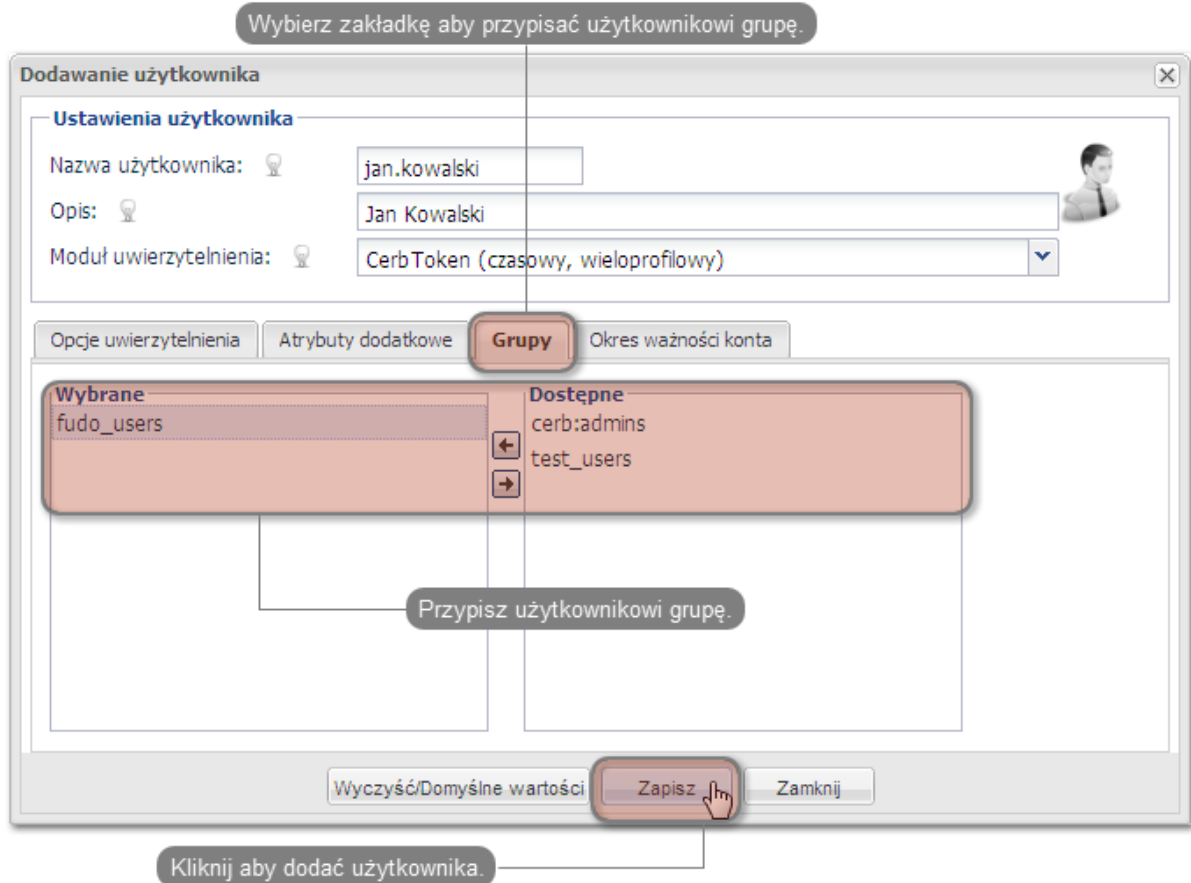 Wybierz zakładkę aby przypisać użytkownikowi grupę.
Dodawanie użytkownika
Ustawienia użytkownika
Nazwa użytkownika: jan.kowalski
Opis: Jan Kowalski
Moduł uwierzytelnienia: CerbToken (czasowy, wieloprofilowy)
Opcje uwierzytelnienia Atrybuty dodatkowe Grupy Okres ważności konta
Wybrane Dostępne
fudo_users cerb:admins
test_users
Przypisz użytkownikowi grupę.
Wyczyść/Domyślne wartości Zapisz Zamknij
Kliknij aby dodać użytkownika.